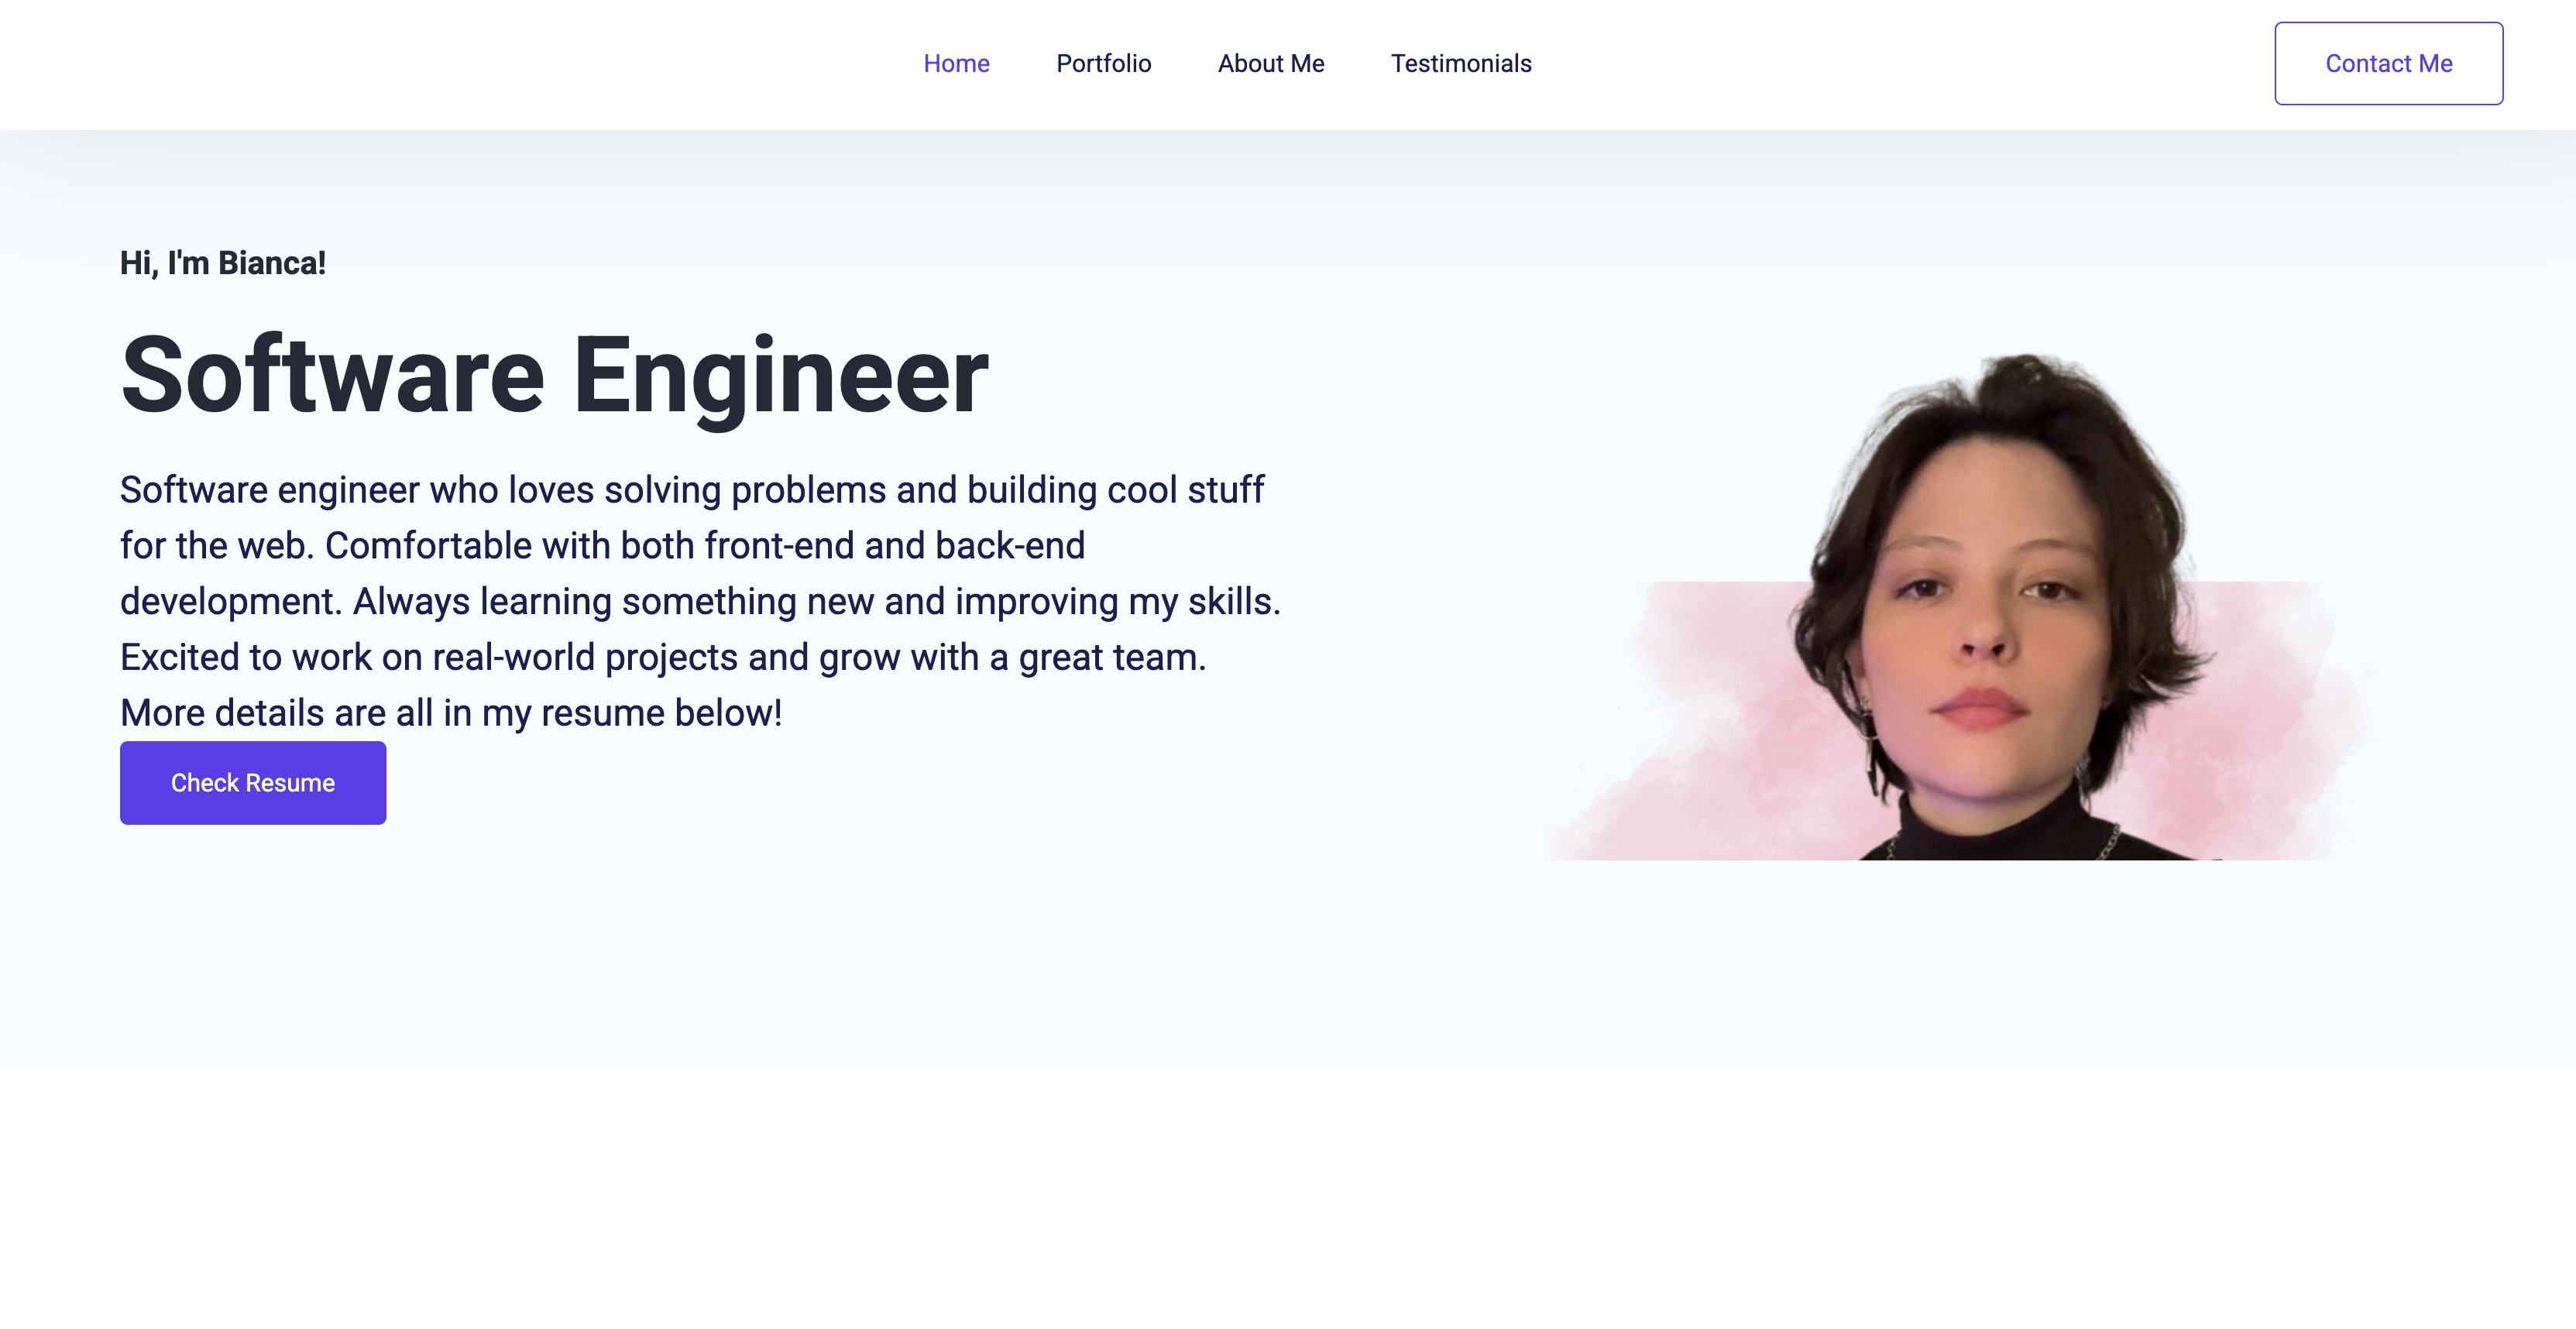 Home Portfolio About Me Testimonials Contact Me
Hi, I'm Bianca!
Software Engineer
Software engineer who loves solving problems and building cool stuff
for the web. Comfortable with both front-end and back-end
development. Always learning something new and improving my skills.
Excited to work on real-world projects and grow with a great team.
More details are all in my resume below!
Check Resume